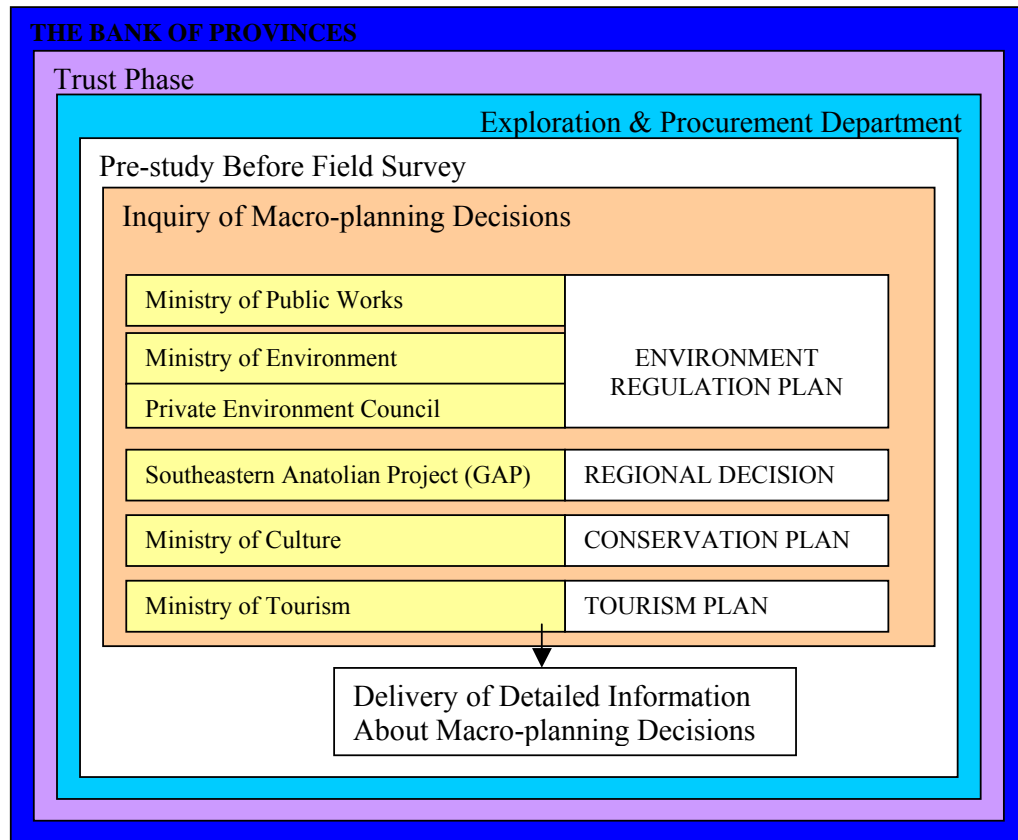 THE BANK OF PROVINCES
Trust Phase
Exploration & Procurement Department
Pre-study Before Field Survey
Inquiry of Macro-planning Decisions
Ministry of Public Works
Ministry of Environment
Private Environment Council
ENVIRONMENT
REGULATION PLAN
Southeastern Anatolian Project (GAP)
REGIONAL DECISION
Ministry of Culture
CONSERVATION PLAN
Ministry of Tourism
TOURISM PLAN
Delivery of Detailed Information
About Macro-planning Decisions